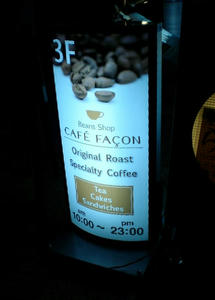 3F
Beans Shop
CAFÉ FAÇON
Original Roast
Specialty Coffee
Tea
Cakes
Sandwiches
am pm
10:00~ 23:00